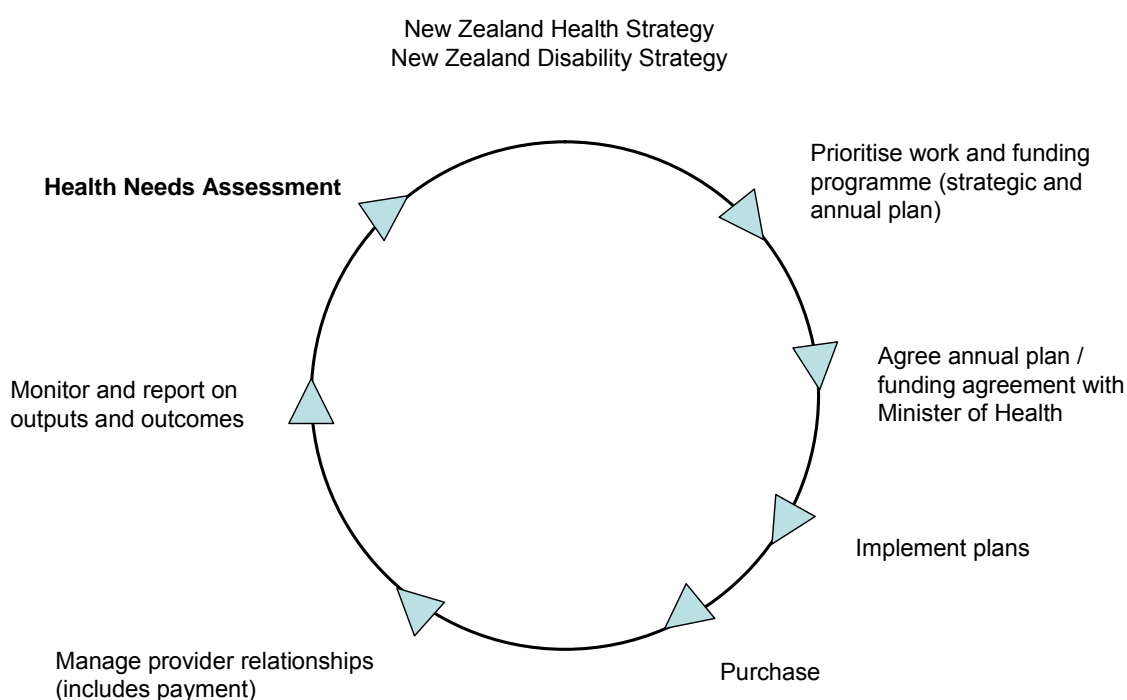 New Zealand Health Strategy
New Zealand Disability Strategy
Prioritise work and funding
programme (strategic and
annual plan)
Health Needs Assessment
Agree annual plan /
funding agreement with
Minister of Health
Monitor and report on
outputs and outcomes
Implement plans
Purchase
Manage provider relationships
(includes payment)